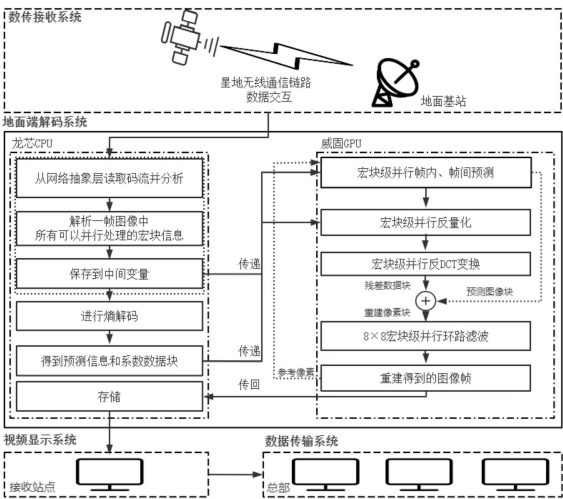 数传接收系统
星地无线通信链路
数据交互
地面基站
地面端解码系统
龙芯CPU
从网络抽象层读取码流并分析
解析一帧图像中
所有可以并行处理的宏块信息
保存到中间变量
进行熵解码
得到预测信息和系数数据块
存储
传递
传递
传回
威固GPU
宏块级并行帧内、帧间预测
宏块级并行反量化
宏块级并行反DCT变换
残差数据块
预测图像块
重建像素块
8×8宏块级并行环路滤波
参考像素
重建得到的图像帧
视频显示系统
接收站点
数据传输系统
总部